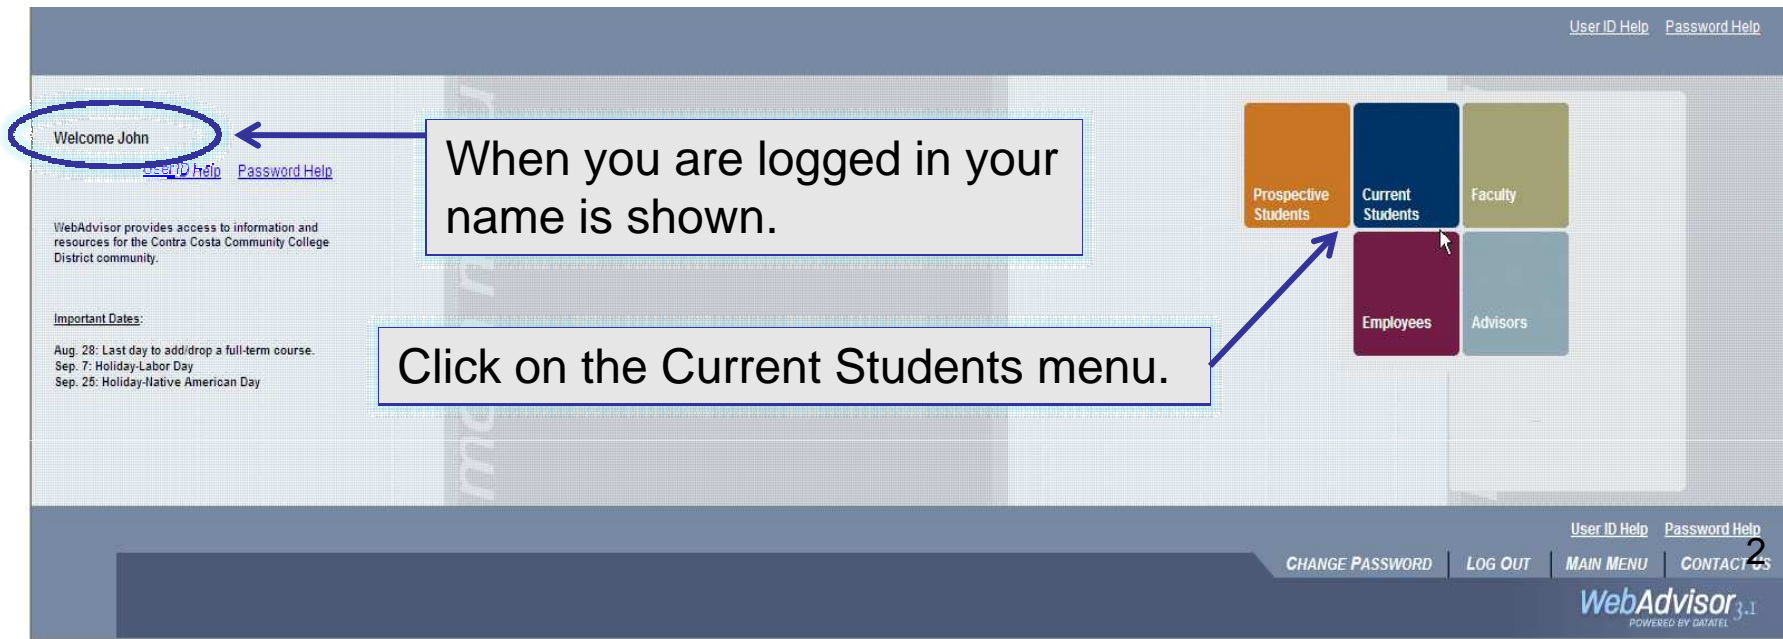 User ID Help Password Help
Welcome John
User ID Help Password Help
When you are logged in your
name is shown.
WebAdvisor provides access to information and
resources for the Contra Costa Community College
District community.
Prospective
Students
Current
Students
Faculty
Employees
Advisors
Important Dates:
Aug. 28: Last day to add/drop a full-term course.
Sep. 7: Holiday-Labor Day
Sep. 25: Holiday-Native American Day
Click on the Current Students menu.
User ID Help Password Help
2
CHANGE PASSWORD LOG OUT MAIN MENU CONTACT US
WebAdvisor 3.1
POWERED BY DATATEL